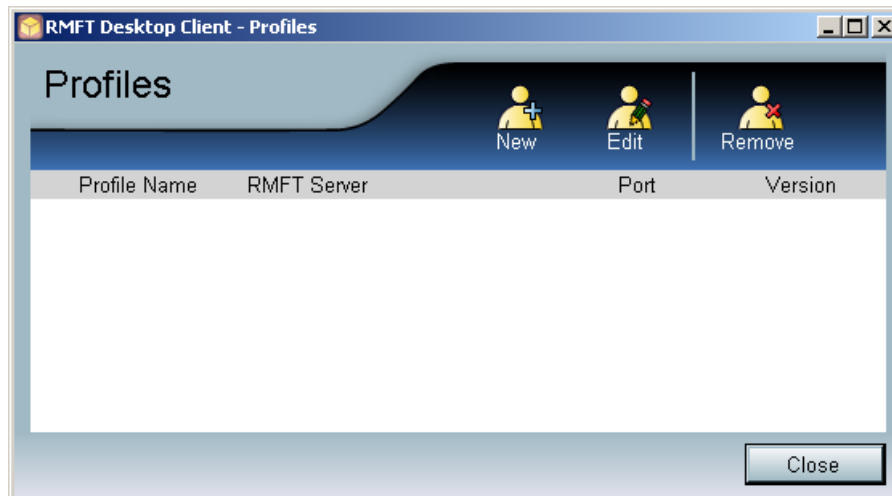 RMFT Desktop Client - Profiles
Profiles
New Edit Remove
Profile Name RMFT Server Port Version
Close